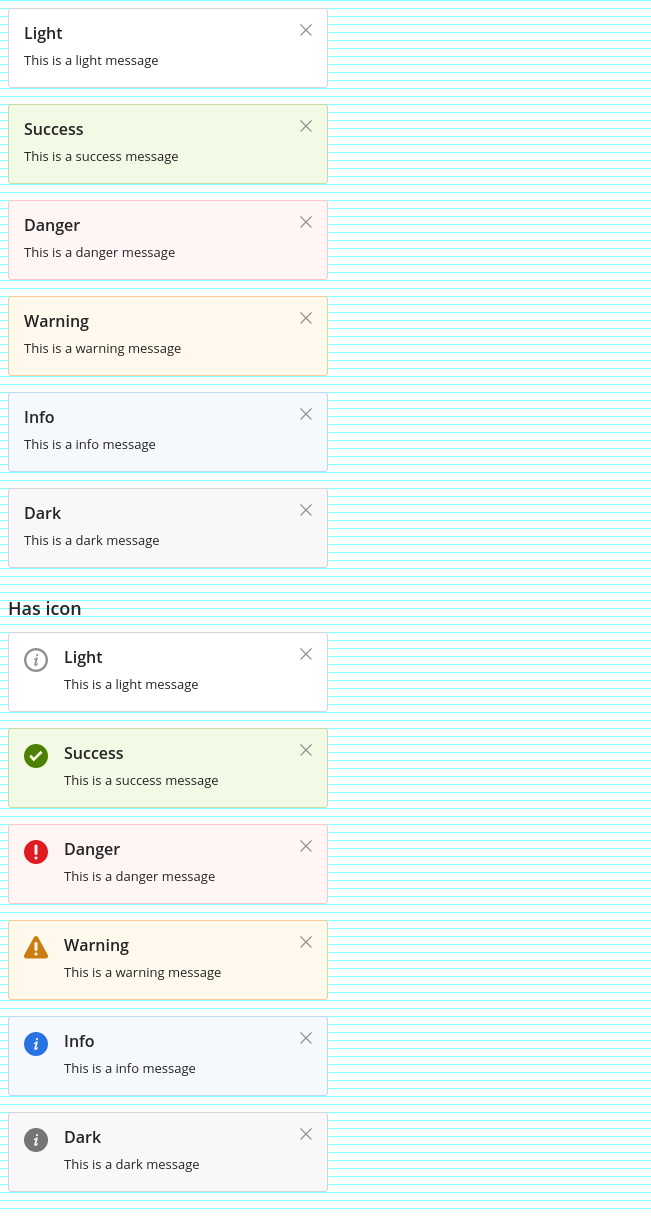 Light
This is a light message
Success
This is a success message
Danger
This is a danger message
Warning
This is a warning message
Info
This is a info message
Dark
This is a dark message
Has icon
Light
This is a light message
Success
This is a success message
Danger
This is a danger message
Warning
This is a warning message
Info
This is a info message
Dark
This is a dark message